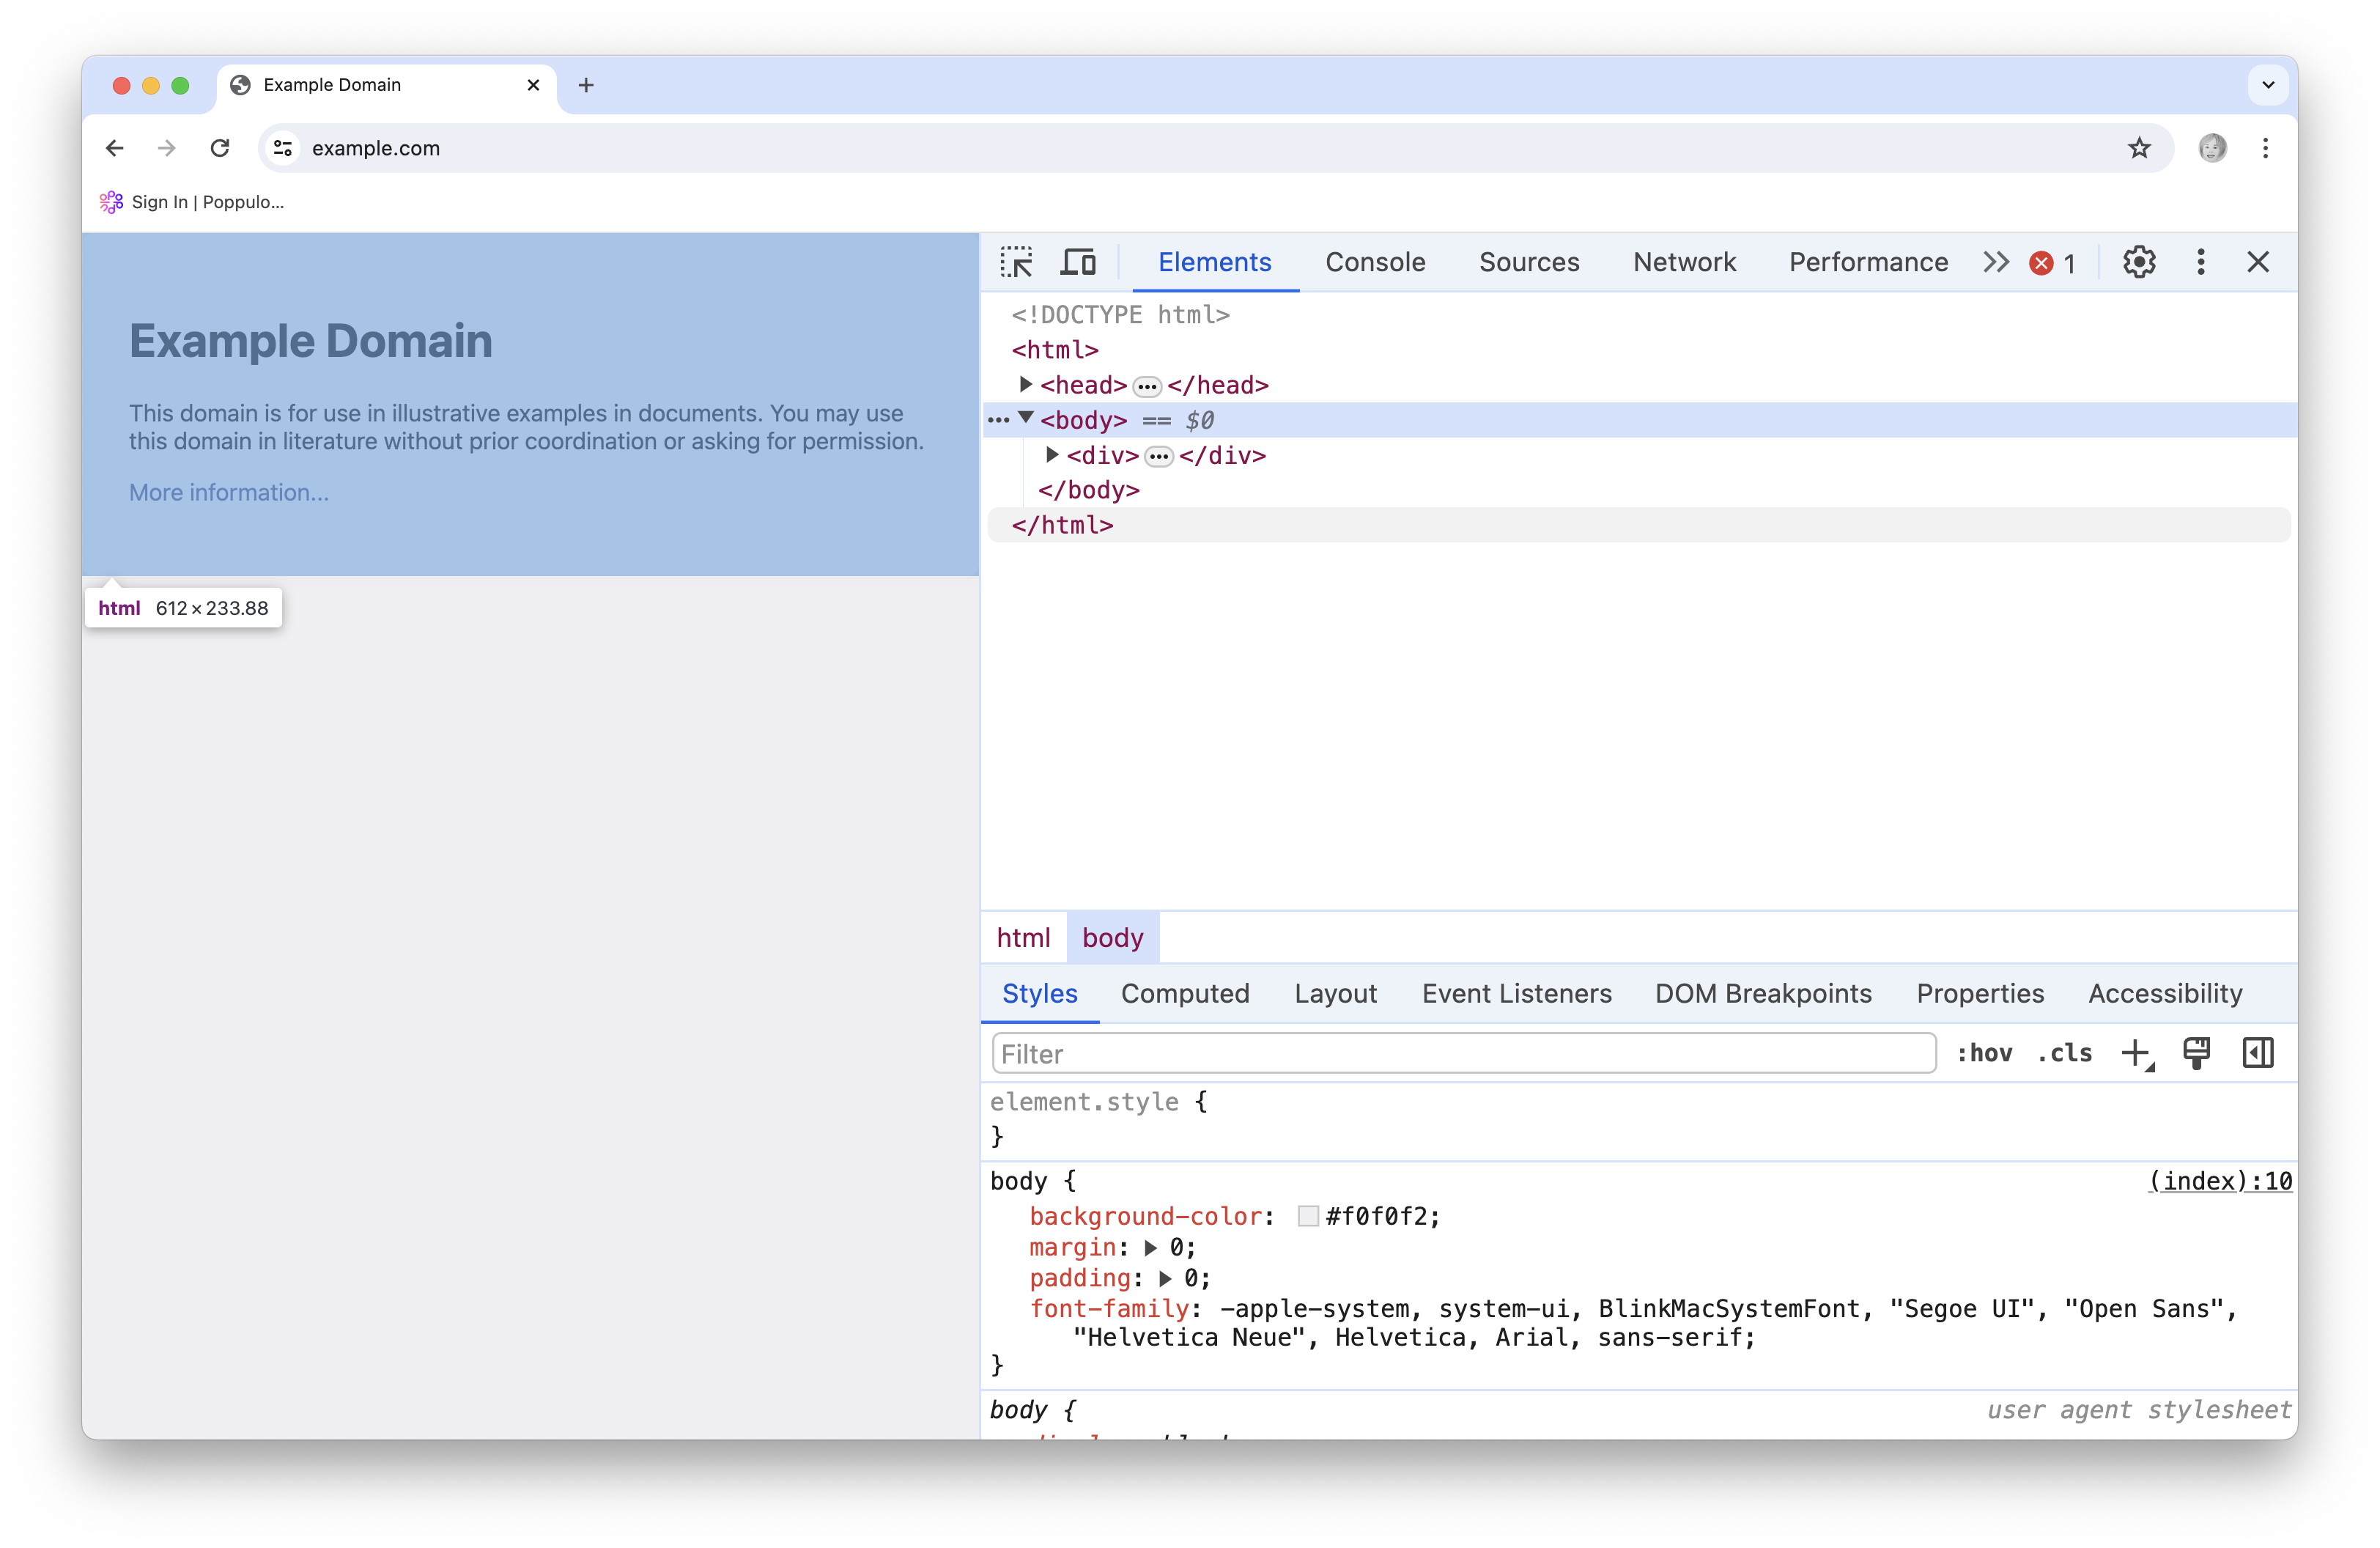 Example Domain
example.com
Sign In | Poppulo...
Example Domain
This domain is for use in illustrative examples in documents. You may use
this domain in literature without prior coordination or asking for permission.
More information...
html 612 × 233.88
Elements Console Sources Network Performance 1
<!DOCTYPE html>
<html>
<head> ... </head>
... <body> == $0
<div> ... </div>
</body>
</html>
html body
Styles Computed Layout Event Listeners DOM Breakpoints Properties Accessibility
Filter :hov .cls
element.style {
}
body { (index):10
background-color: #f0f0f2;
margin: 0;
padding: 0;
font-family: -apple-system, system-ui, BlinkMacSystemFont, "Segoe UI", "Open Sans",
"Helvetica Neue", Helvetica, Arial, sans-serif;
}
body { user agent stylesheet